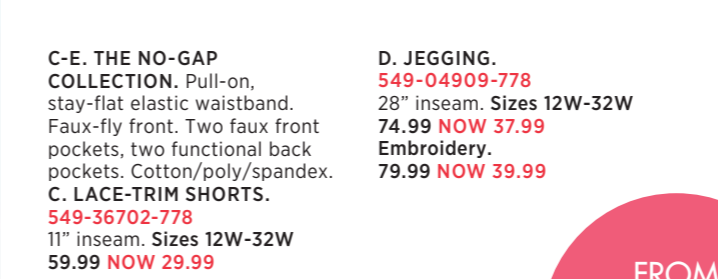 C-E. THE NO-GAP
COLLECTION. Pull-on,
stay-flat elastic waistband.
Faux-fly front. Two faux front
pockets, two functional back
pockets. Cotton/poly/spandex.
C. LACE-TRIM SHORTS.
549-36702-778
11” inseam. Sizes 12W-32W
59.99 NOW 29.99
D. JEGGING.
549-04909-778
28” inseam. Sizes 12W-32W
74.99 NOW 37.99
Embroidery.
79.99 NOW 39.99
FROM